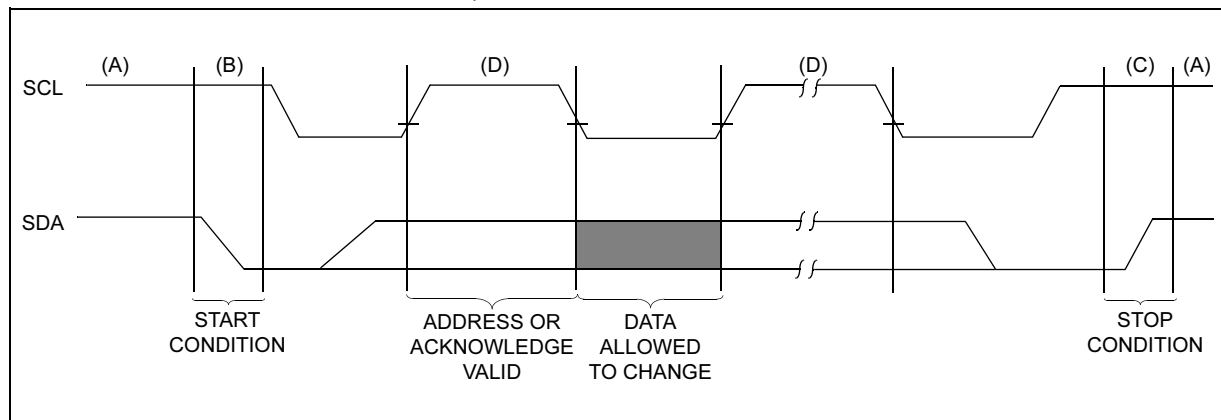 (A) (B) (D) (D) (C) (A)
SCL
SDA
START
CONDITION
ADDRESS OR
ACKNOWLEDGE
VALID
DATA
ALLOWED
TO CHANGE
STOP
CONDITION